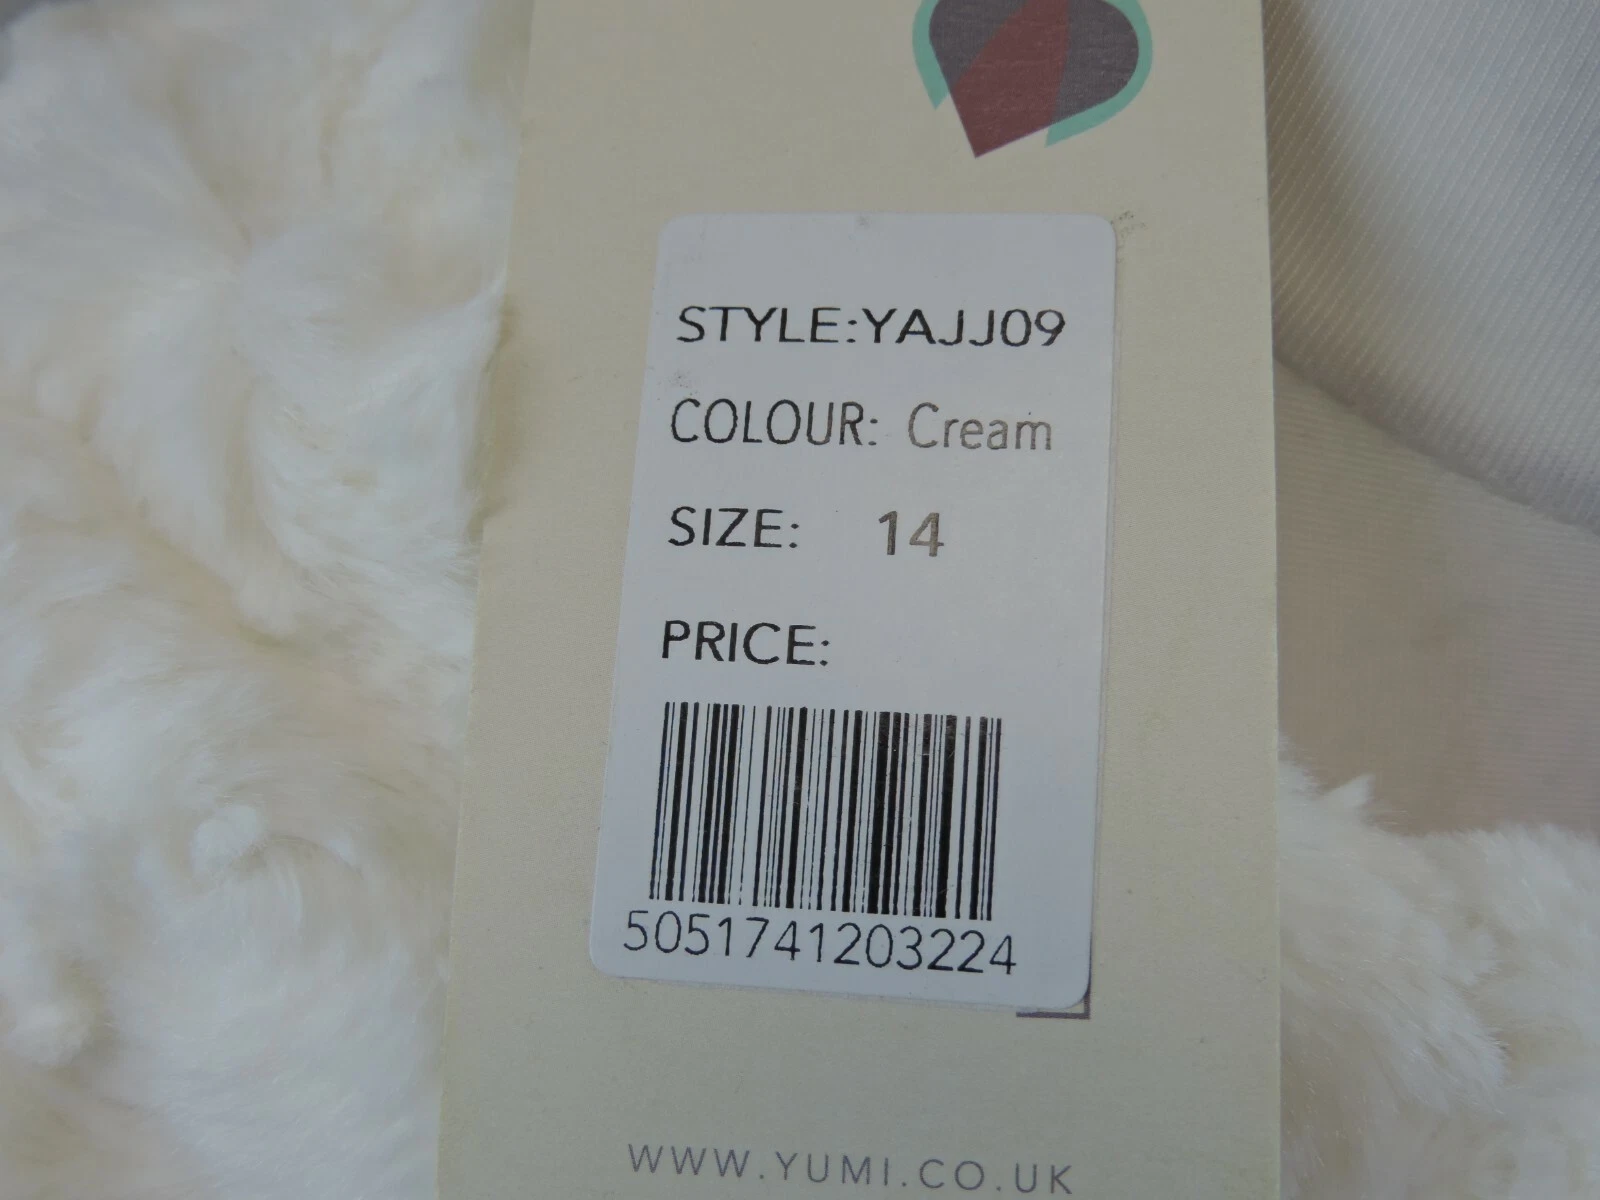 STYLE:YAJJ09
COLOUR: Cream
SIZE: 14
PRICE:
5051741203224
WWW.YUMI.CO.UK